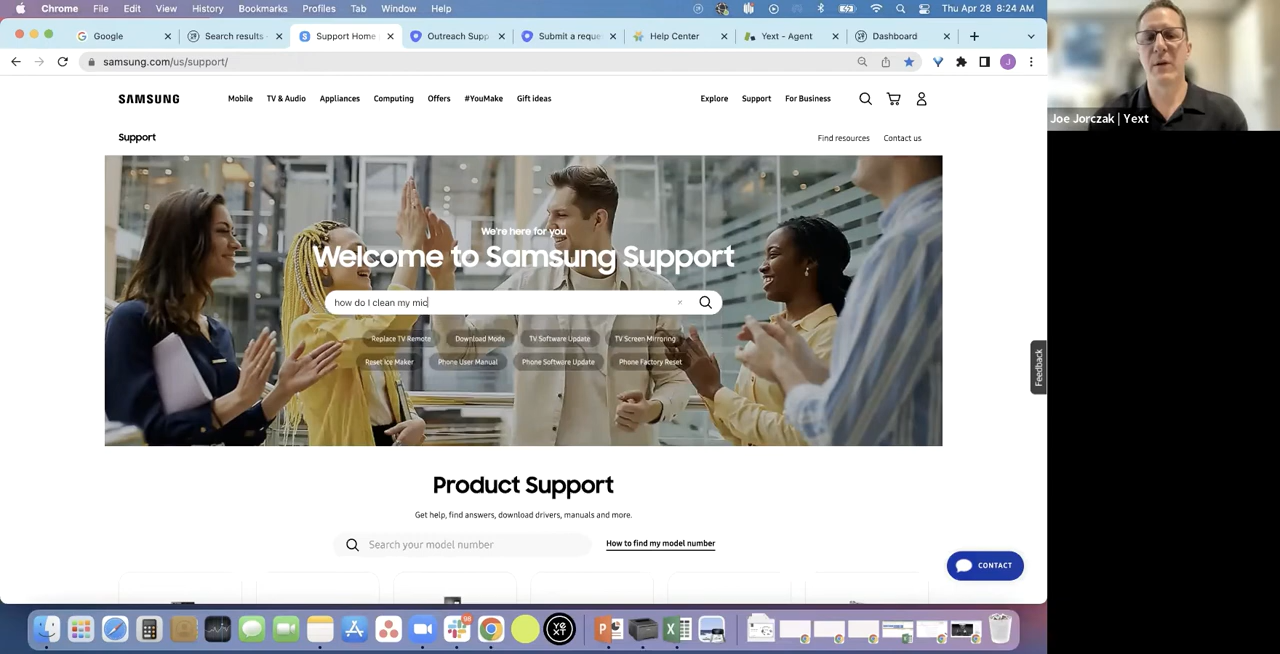 Chrome File Edit View History Bookmarks Profiles Tab Window Help Thu Apr 28 8:24 AM
Google Search results - Support Home Outreach Supp Submit a reque Help Center Yext - Agent Dashboard
samsung.com/us/support/ J
SAMSUNG Mobile TV & Audio Appliances Computing Offers #YouMake Gift ideas Explore Support For Business
Joe Jorczak | Yext
Support Find resources Contact us
We're here for you
Welcome to Samsung Support
how do I clean my mic
Replace TV Remote Download Mode TV Software Update TV Screen Mirroring
Reset Ice Maker Phone User Manual Phone Software Update Phone Factory Reset
Feedback
Product Support
Get help, find answers, download drivers, manuals and more.
Search your model number How to find my model number
CONTACT
98
yext